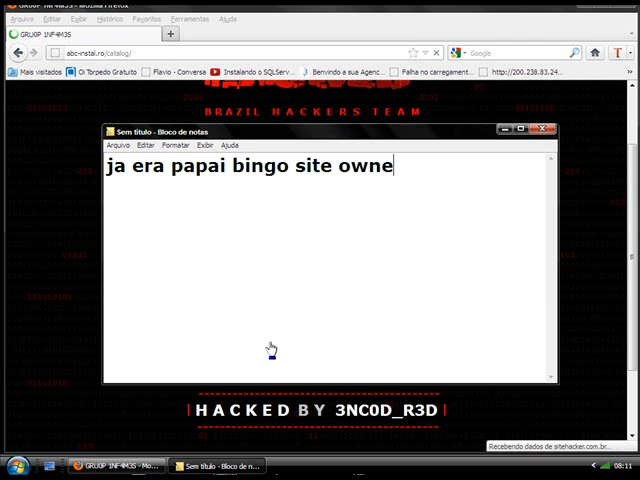 GRU0P 1NF4M3S - Mozilla Firefox
Arquivo Editar Exibir Histórico Favoritos Ferramentas Ajuda
GRU0P 1NF4M3S
abc-instal.ro/catalog/
Google
Mais visitados Oi Torpedo Gratuito Flavio - Conversa Instalando o SQLServ... Benvindo a sua Agenc... Falha no carregament... http://200.238.83.24...
BRAZIL HACKERS TEAM
Sem título - Bloco de notas
Arquivo Editar Formatar Exibir Ajuda
ja era papai bingo site owne
HACKED BY 3NC0D_R3D
Recebendo dados de sitehacker.com.br...
GRU0P 1NF4M3S - Mo... Sem título - Bloco de n... 08:11